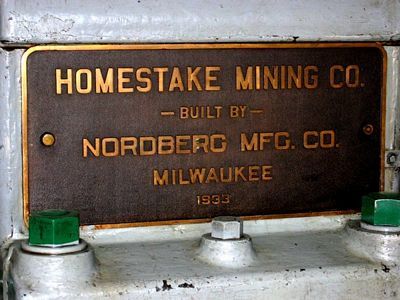 HOMESTAKE MINING CO.
— BUILT BY —
NORDBERG MFG. CO.
MILWAUKEE
1933